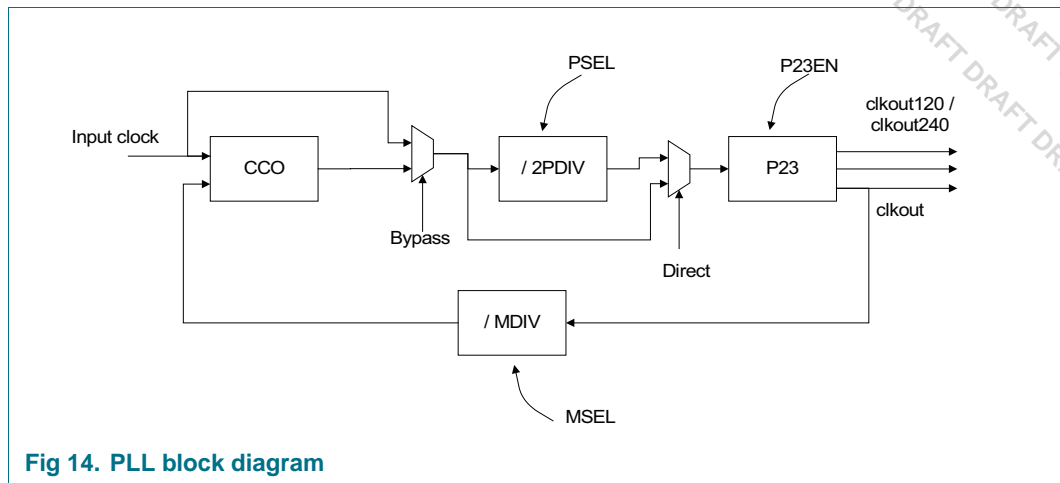 DRAFT DRAFT DRAFT
DRAFT
PSEL
P23EN
clkout120 /
clkout240
Input clock
CCO
/ 2PDIV
P23
clkout
Bypass
Direct
/ MDIV
MSEL
Fig 14. PLL block diagram